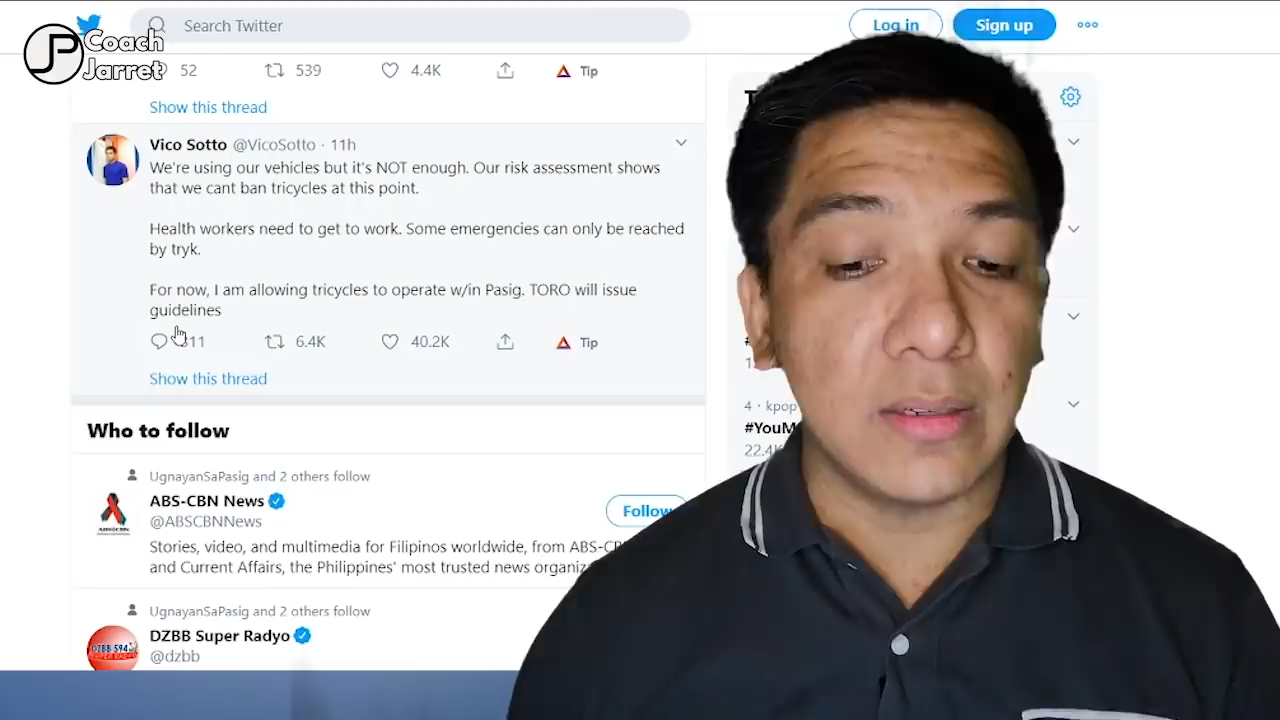 Search Twitter
Log in
Sign up
Coach
Jarret
52
539
4.4K
Tip
Show this thread
Vico Sotto @VicoSotto · 11h
We're using our vehicles but it's NOT enough. Our risk assessment shows
that we cant ban tricycles at this point.
Health workers need to get to work. Some emergencies can only be reached
by tryk.
For now, I am allowing tricycles to operate w/in Pasig. TORO will issue
guidelines
6.4K
40.2K
Tip
Show this thread
4 · kpop
22.4K
Who to follow
UgnayanSaPasig and 2 others follow
ABS-CBN News
@ABSCBNNews
Follow
Stories, video, and multimedia for Filipinos worldwide, from
and Current Affairs, the Philippines' most trusted news
UgnayanSaPasig and 2 others follow
DZBB Super Radyo
@dzbb